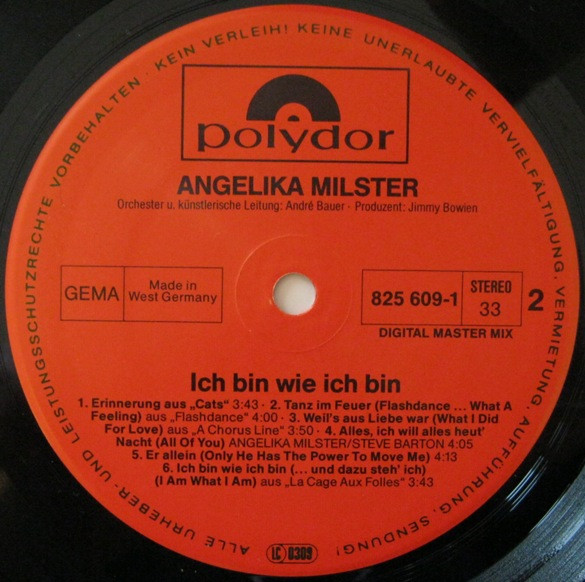 ALLE URHEBER- UND LEISTUNGSSCHUTZRECHTE VORBEHALTEN · KEIN VERLEIH! KEINE UNERLAUBTE VERVIELFÄLTIGUNG, VERMIETUNG, AUFFÜHRUNG, SENDUNG!
polydor
ANGELIKA MILSTER
Orchester u. künstlerische Leitung: André Bauer · Produzent: Jimmy Bowien
GEMA
Made in
West Germany
825 609-1
STEREO
33
2
DIGITAL MASTER MIX
Ich bin wie ich bin
1. Erinnerung aus „Cats“ 3:43 · 2. Tanz im Feuer (Flashdance ... What A
Feeling) aus „Flashdance“ 4:00 · 3. Weil's aus Liebe war (What I Did
For Love) aus „A Chorus Line“ 3:50 · 4. Alles, ich will alles heut'
Nacht (All Of You) ANGELIKA MILSTER/STEVE BARTON 4:05
5. Er allein (Only He Has The Power To Move Me) 4:13
6. Ich bin wie ich bin (... und dazu steh' ich)
(I Am What I Am) aus „La Cage Aux Folles“ 3:43
LC 0309